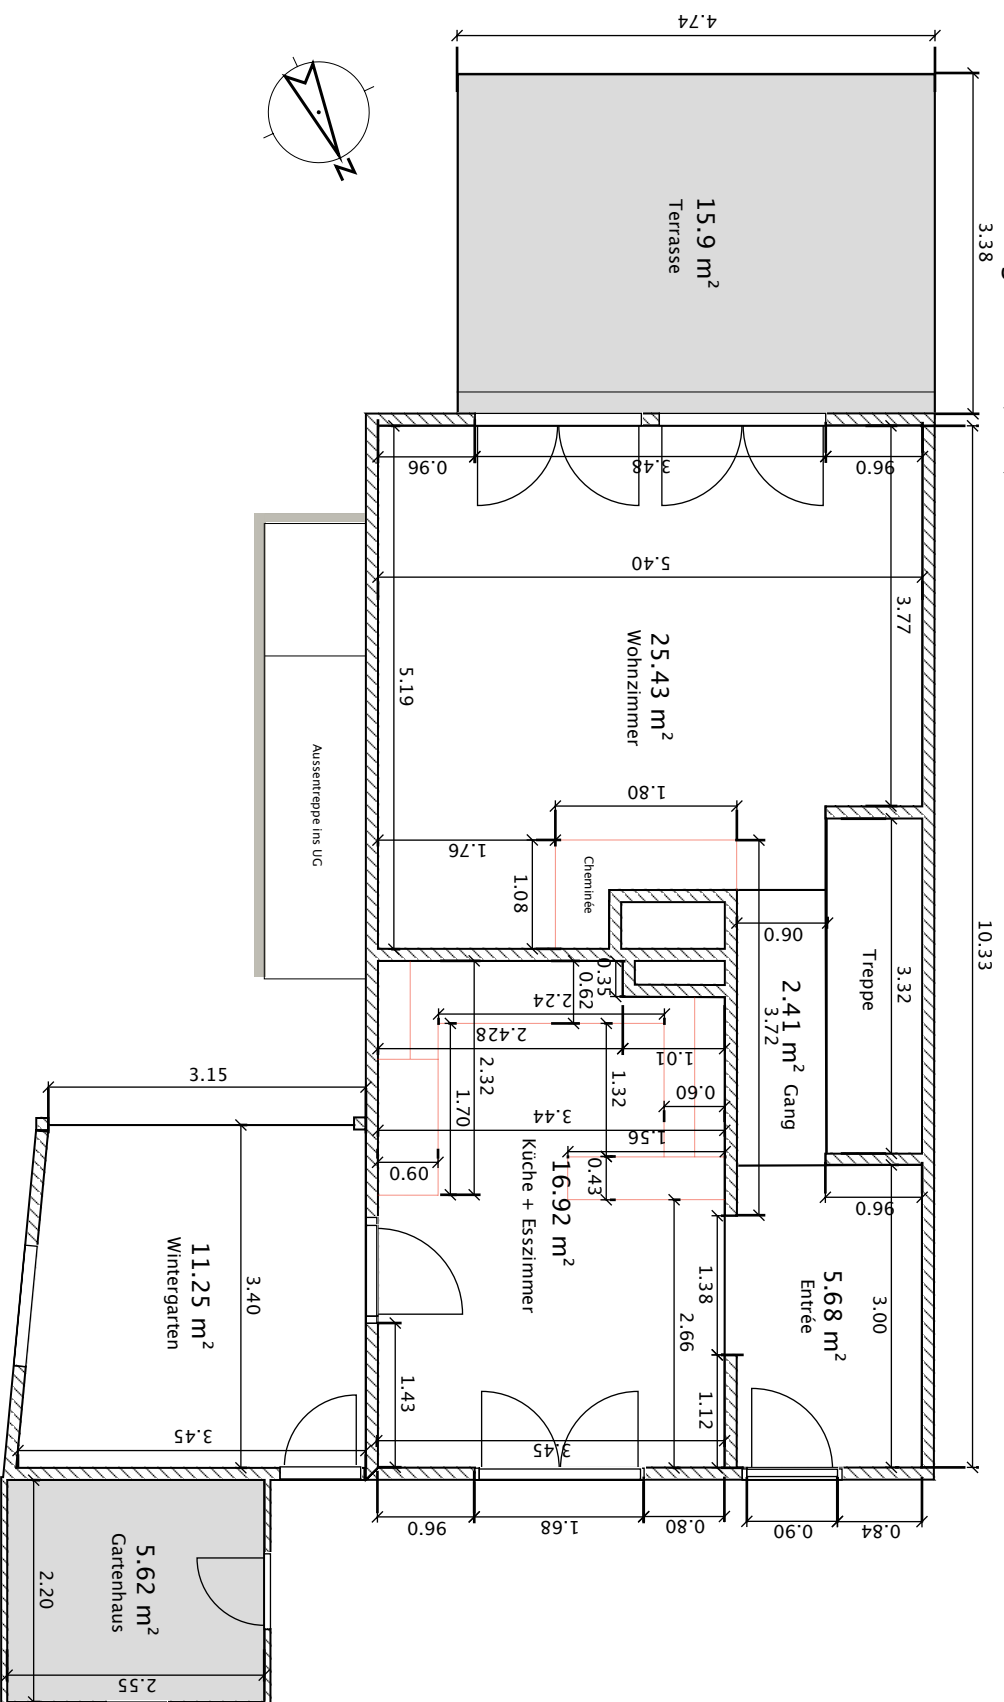 4.74
N
3.38
15.9 m²
Terrasse
0.96
3.48
0.96
5.40
3.77
25.43 m²
Wohnzimmer
5.19
Aussentreppe ins UG
1.80
1.76
1.08
Cheminée
10.33
0.90
Treppe
3.32
2.41 m² Gang
3.72
0.35
0.62
2.24
2.428
1.01
2.32
1.70
1.32
0.60
3.44
1.56
0.43
0.60
0.96
16.92 m²
Küche + Esszimmer
3.15
11.25 m²
Wintergarten
3.40
3.45
1.43
1.38
2.66
1.12
3.45
5.68 m²
Entrée
3.00
0.96
1.68
0.80
0.90
0.84
5.62 m²
Gartenhaus
2.20
2.55